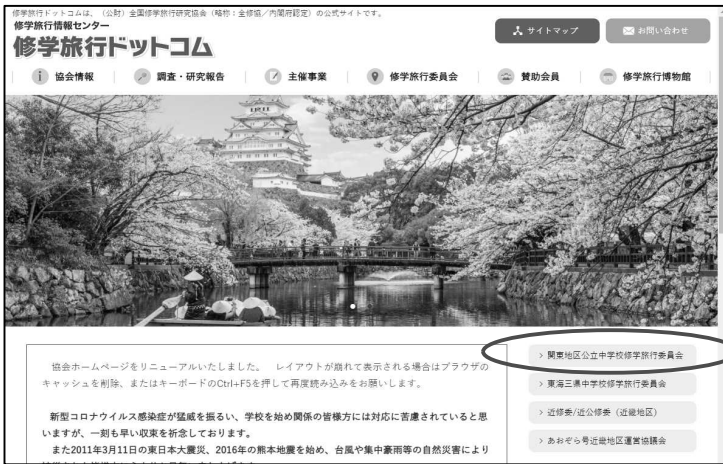 修学旅行ドットコムは、(公財)全国修学旅行研究協会(略称:全修協/内閣府認定)の公式サイトです。
修学旅行情報センター
修学旅行ドットコム
サイトマップ
お問い合わせ
協会情報
調査・研究報告
主催事業
修学旅行委員会
賛助会員
修学旅行博物館
協会ホームページをリニューアルいたしました。 レイアウトが崩れて表示される場合はブラウザの
キャッシュを削除、またはキーボードのCtrl+F5を押して再度読み込みをお願いします。
新型コロナウイルス感染症が猛威を振るい、学校を始め関係の皆様方には対応に苦慮されていると思
いますが、一刻も早い収束を祈念しております。
また2011年3月11日の東日本大震災、2016年の熊本地震を始め、台風や集中豪雨等の自然災害により
> 関東地区公立中学校修学旅行委員会
> 東海三県中学校修学旅行委員会
> 近修委/近公修委(近畿地区)
> あおぞら号近畿地区運営協議会